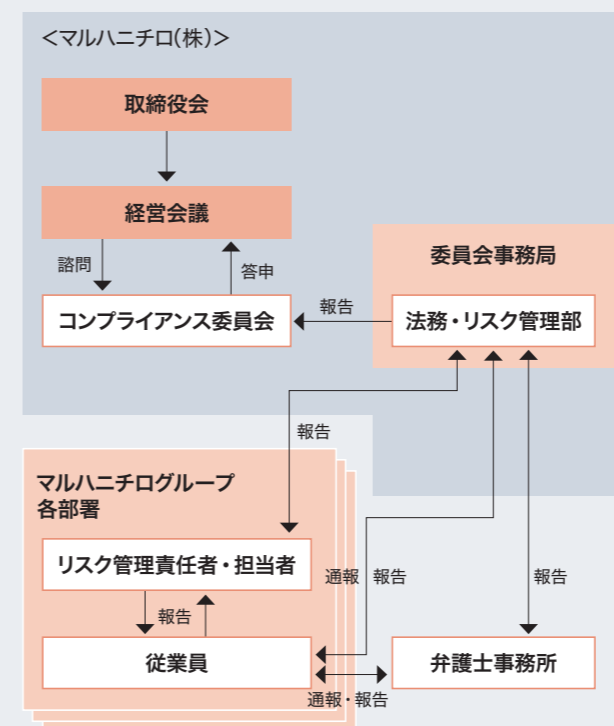 ＜マルハニチロ(株)＞
取締役会
経営会議
諮問
答申
コンプライアンス委員会
報告
委員会事務局
法務・リスク管理部
報告
マルハニチログループ
各部署
リスク管理責任者・担当者
報告
従業員
通報 報告
通報・報告
報告
弁護士事務所